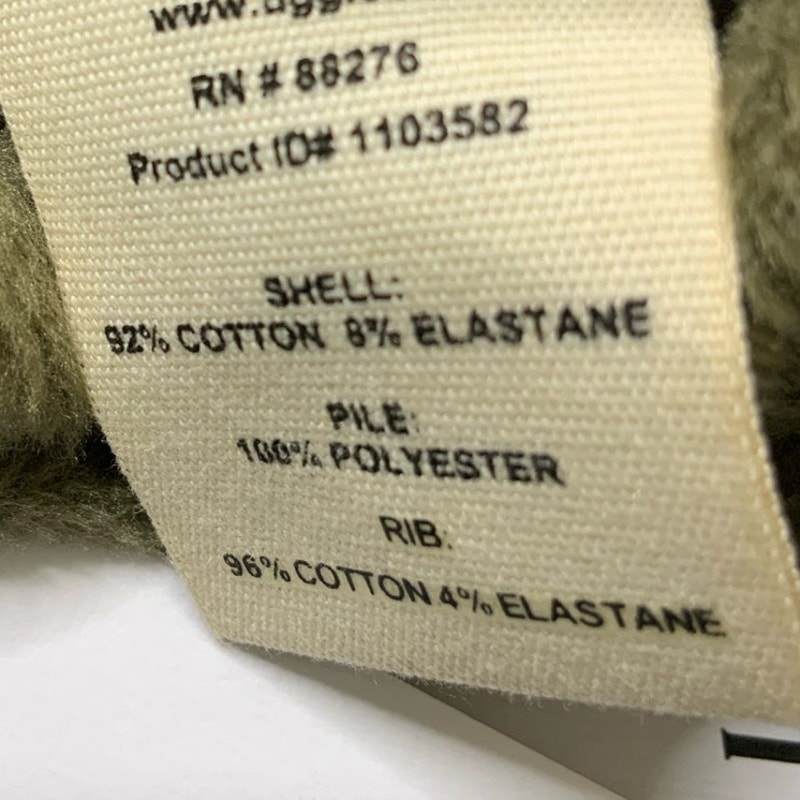 RN # 88276
Product ID# 1103582
SHELL:
92% COTTON 8% ELASTANE
PILE:
100% POLYESTER
RIB.
96% COTTON 4% ELASTANE